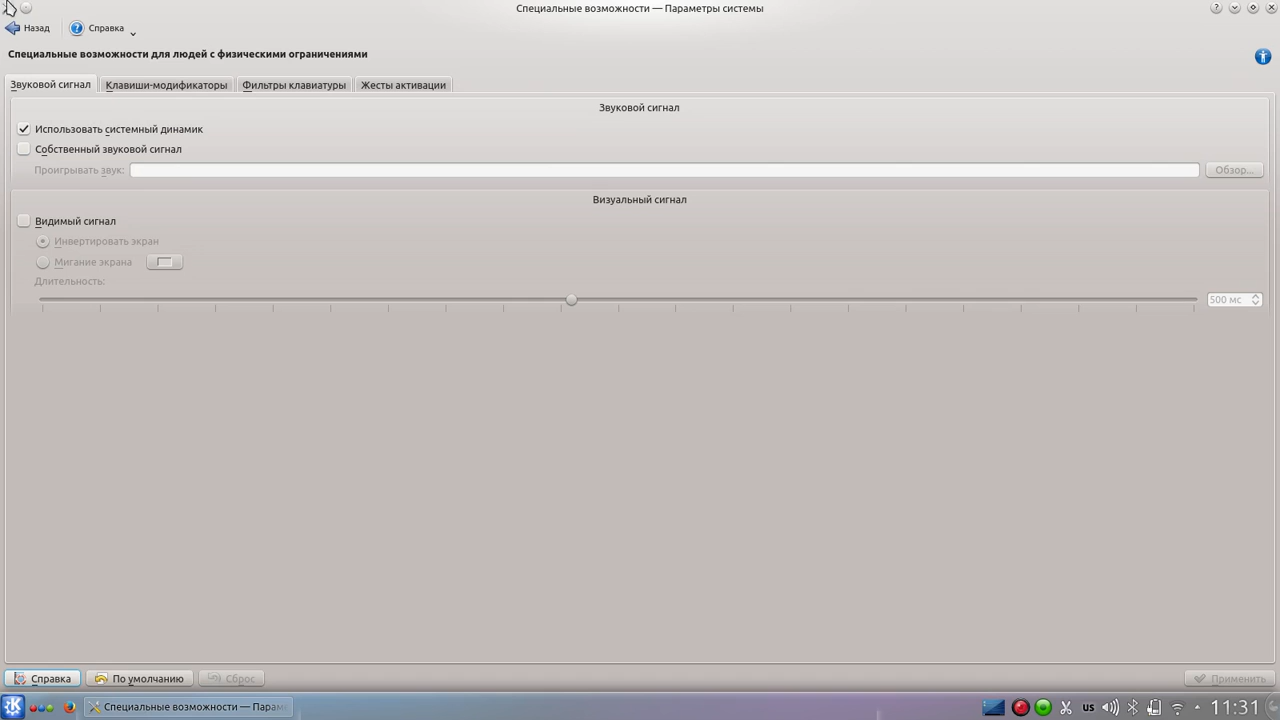 Специальные возможности — Параметры системы
Назад
Справка
Специальные возможности для людей с физическими ограничениями
Звуковой сигнал
Клавиши-модификаторы
Фильтры клавиатуры
Жесты активации
Звуковой сигнал
Использовать системный динамик
Собственный звуковой сигнал
Проигрывать звук:
Обзор...
Визуальный сигнал
Видимый сигнал
Инвертировать экран
Мигание экрана
Длительность:
500 мс
Справка
По умолчанию
Сброс
Применить
Специальные возможности — Парам
us
11:31